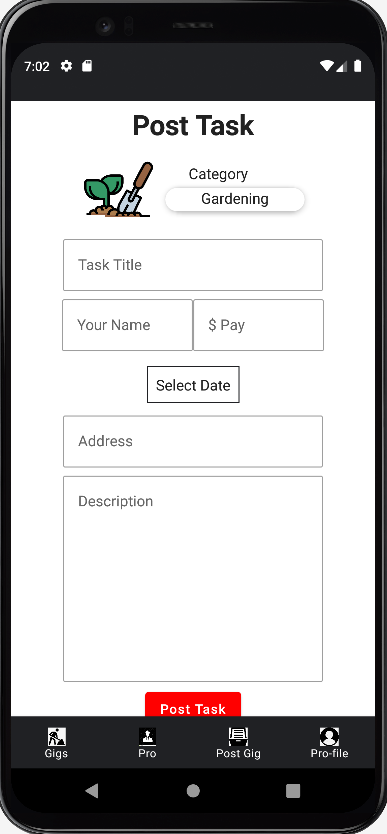 7:02
Post Task
Category
Gardening
Task Title
Your Name
$ Pay
Select Date
Address
Description
Post Task
Gigs
Pro
Post Gig
Pro-file